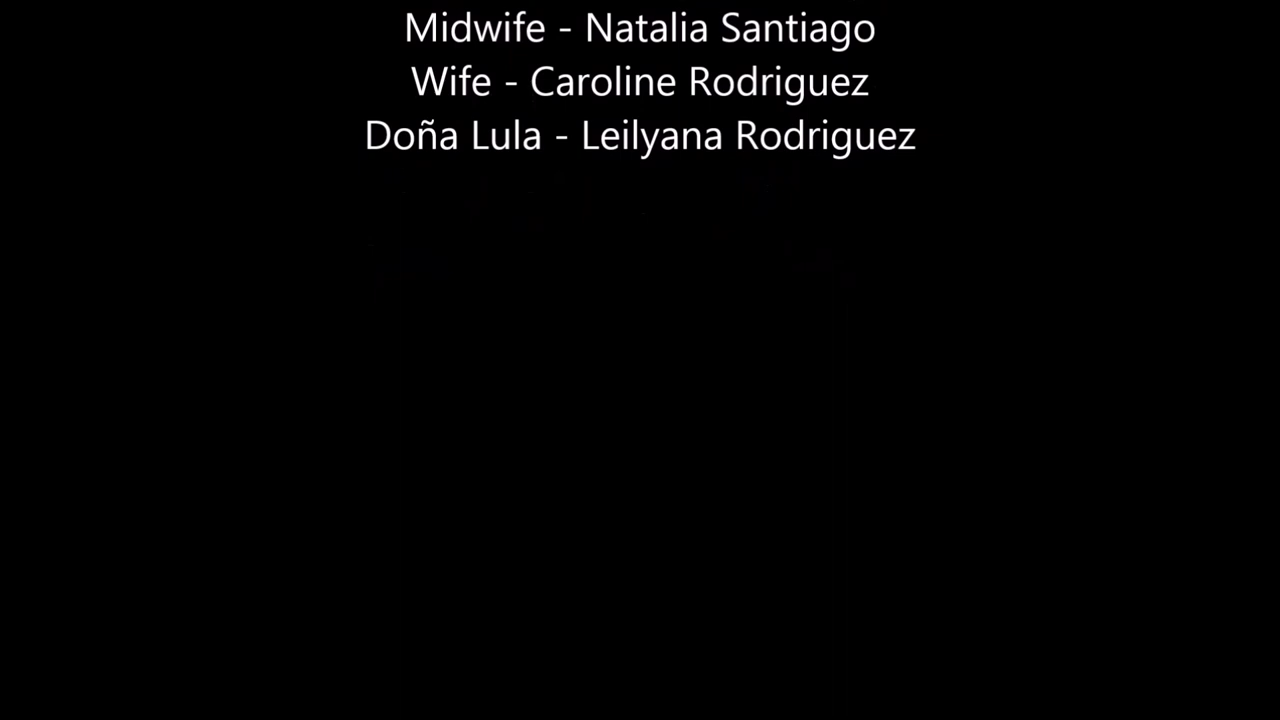 Midwife - Natalia Santiago
Wife - Caroline Rodriguez
Doña Lula - Leilyana Rodriguez